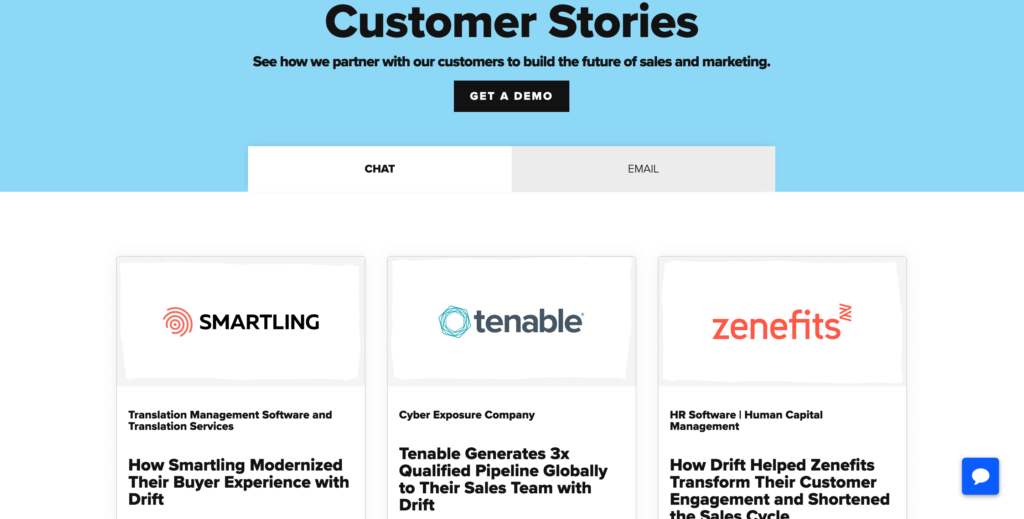 Customer Stories
See how we partner with our customers to build the future of sales and marketing.
GET A DEMO
CHAT
EMAIL
SMARTLING
tenable
zenefits
Translation Management Software and
Translation Services
How Smartling Modernized
Their Buyer Experience with
Drift
Cyber Exposure Company
Tenable Generates 3x
Qualified Pipeline Globally
to Their Sales Team with
Drift
HR Software | Human Capital
Management
How Drift Helped Zenefits
Transform Their Customer
Engagement and Shortened
the Sales Cycle